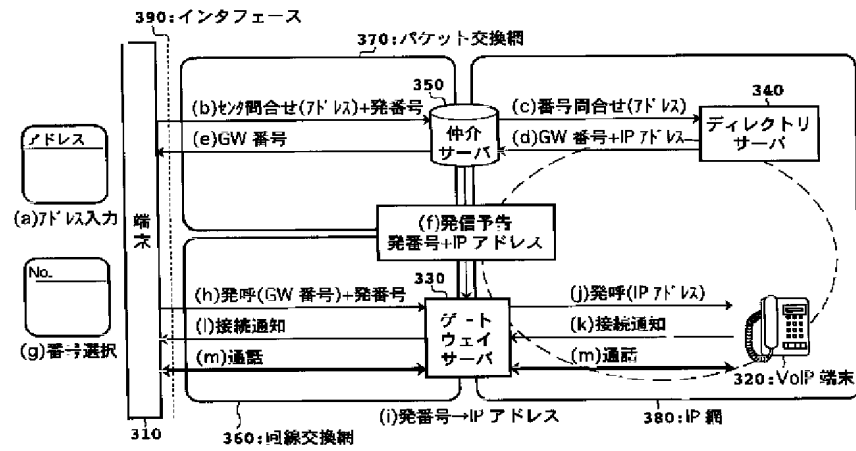 390:インタフェース
370:パケット交換網
350
340
(b)ｾﾝﾀ問合せ(ｱﾄﾞﾚｽ)+発番号
(c)番号問合せ(ｱﾄﾞﾚｽ)
ディレクトリ
サーバ
仲介
サーバ
(e)GW 番号
(d)GW 番号+IP アドレス
アドレス
(a)ｱﾄﾞﾚｽ入力
端末
(f)発信予告
発番号+IP アドレス
330
No.
(g)番号選択
(h)発呼(GW 番号)+発番号
(j)発呼(IP ｱﾄﾞﾚｽ)
ゲート
ウェイ
サーバ
(l)接続通知
(k)接続通知
(m)通話
(m)通話
320:VoIP 端末
310
360:回線交換網
(i)発番号→IP アドレス
380:IP 網